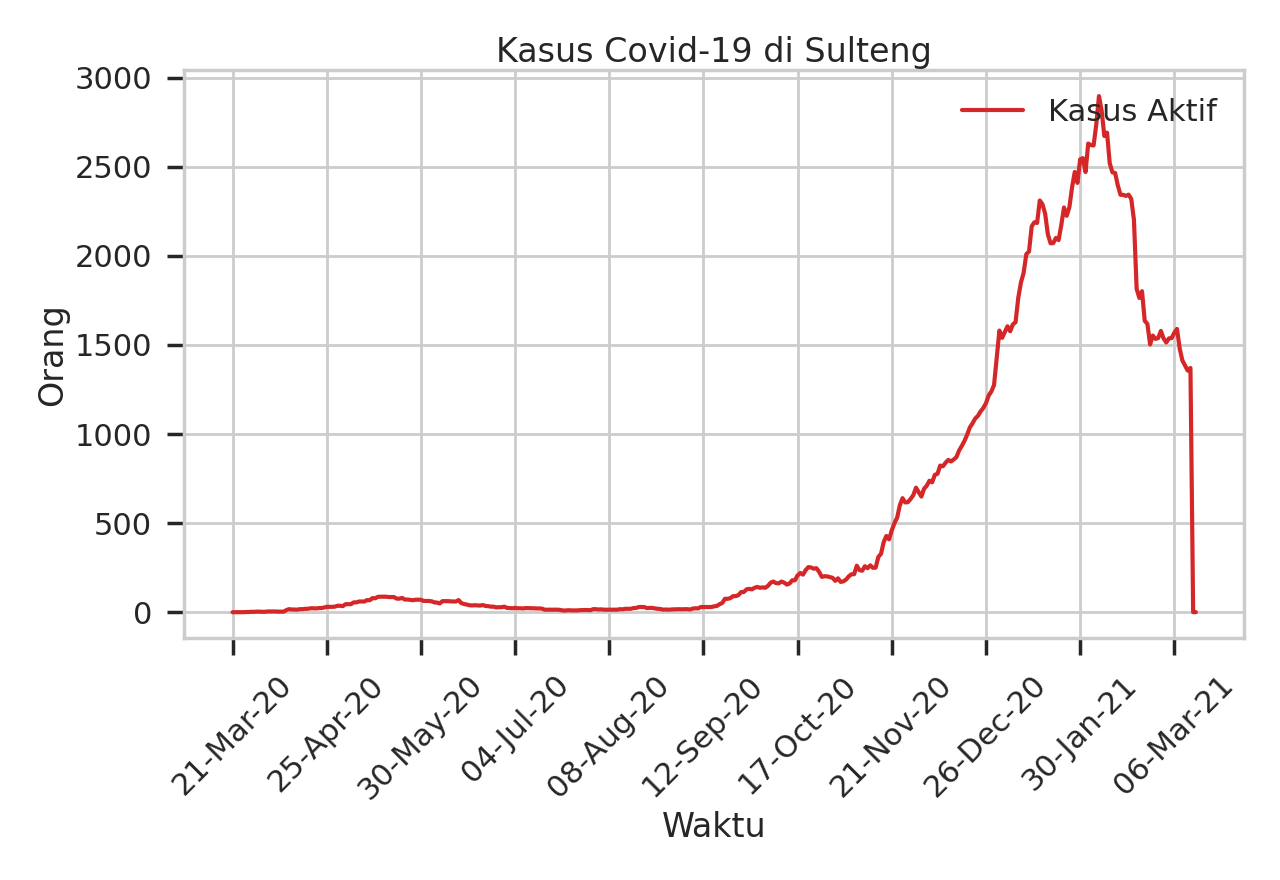 Kasus Covid-19 di Sulteng
Kasus Aktif
3000
2500
2000
1500
1000
500
0
Orang
21-Mar-20
25-Apr-20
30-May-20
04-Jul-20
08-Aug-20
12-Sep-20
17-Oct-20
21-Nov-20
26-Dec-20
30-Jan-21
06-Mar-21
Waktu